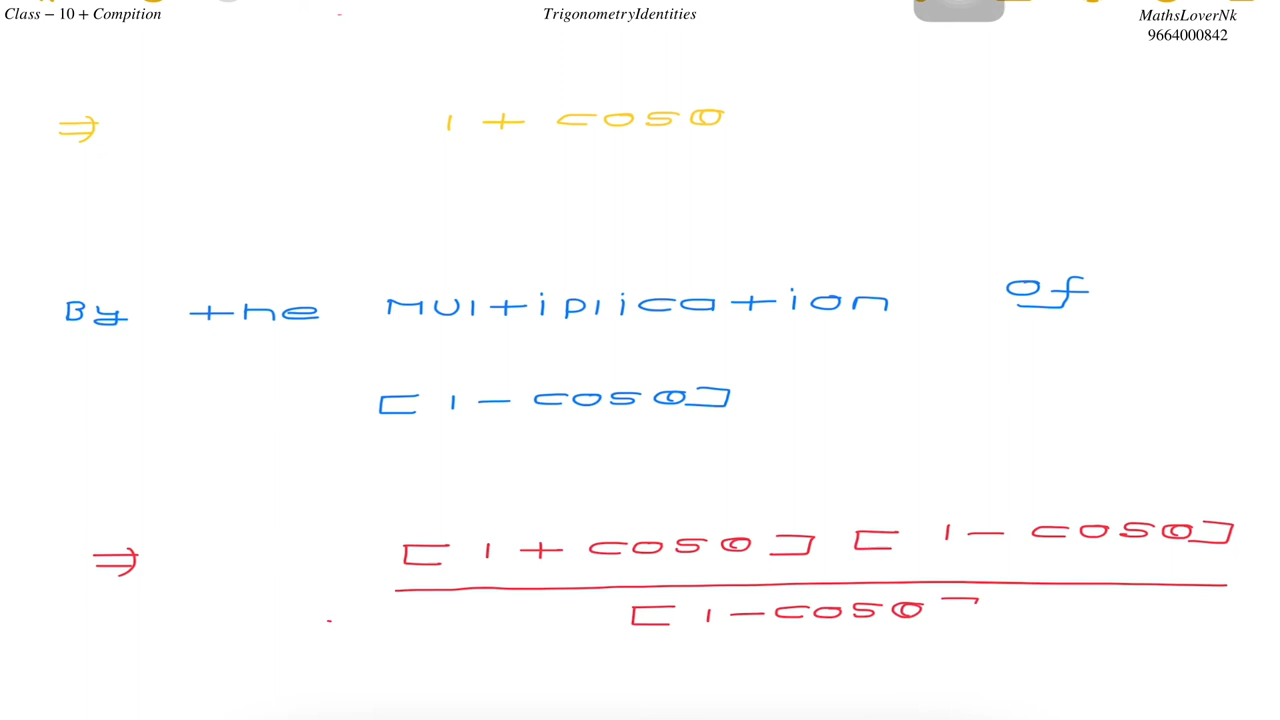 Class – 10 + Compition TrigonometryIdentities MathsLoverNk
9664000842
⇒ 1 + cosθ
By the Multiplication of
[ 1 - cosθ]
⇒ [ 1 + cosθ ] [ 1 - cosθ]
[ 1 - cosθ ]